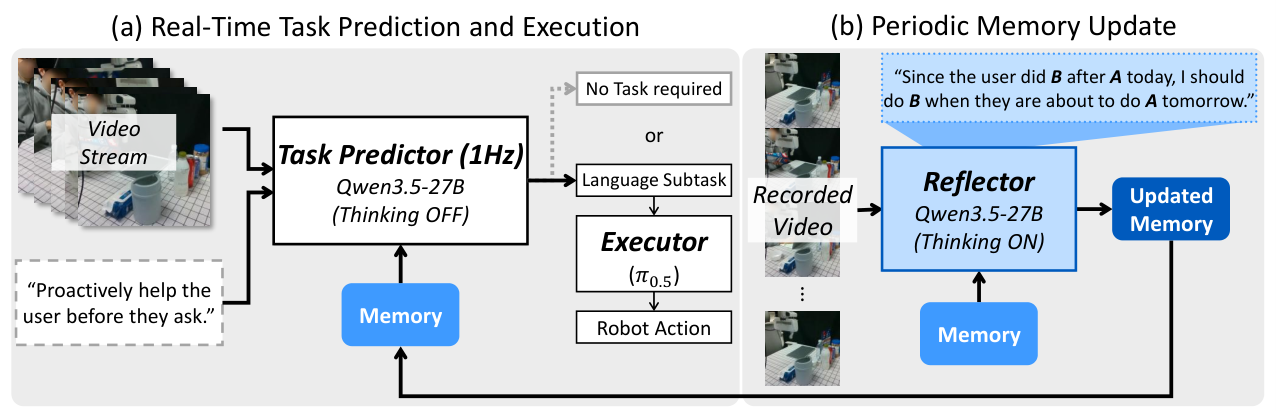 (a) Real-Time Task Prediction and Execution
Video
Stream
“Proactively help the
user before they ask.”
Task Predictor (1Hz)
Qwen3.5-27B
(Thinking OFF)
Memory
No Task required
or
Language Subtask
Executor
(π0.5)
Robot Action
(b) Periodic Memory Update
Recorded
Video
...
“Since the user did B after A today, I should
do B when they are about to do A tomorrow.”
Reflector
Qwen3.5-27B
(Thinking ON)
Memory
Updated
Memory